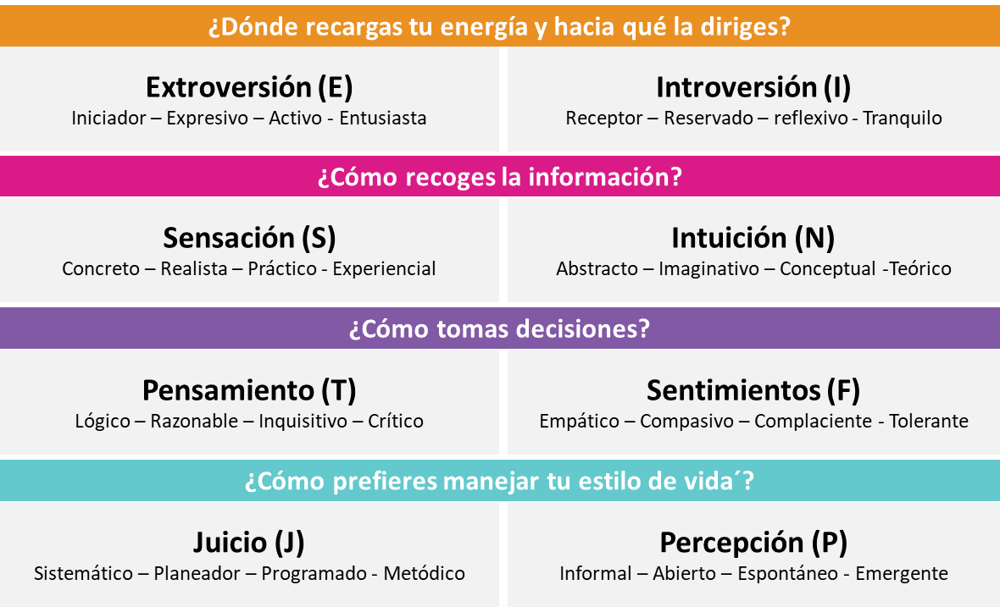 ¿Dónde recargas tu energía y hacia qué la diriges?
Extroversión (E)
Iniciador – Expresivo – Activo - Entusiasta
Introversión (I)
Receptor – Reservado – reflexivo - Tranquilo
¿Cómo recoges la información?
Sensación (S)
Concreto – Realista – Práctico - Experiencial
Intuición (N)
Abstracto – Imaginativo – Conceptual -Teórico
¿Cómo tomas decisiones?
Pensamiento (T)
Lógico – Razonable – Inquisitivo – Crítico
Sentimientos (F)
Empático – Compasivo – Complaciente - Tolerante
¿Cómo prefieres manejar tu estilo de vida´?
Juicio (J)
Sistemático – Planeador – Programado - Metódico
Percepción (P)
Informal – Abierto – Espontáneo - Emergente